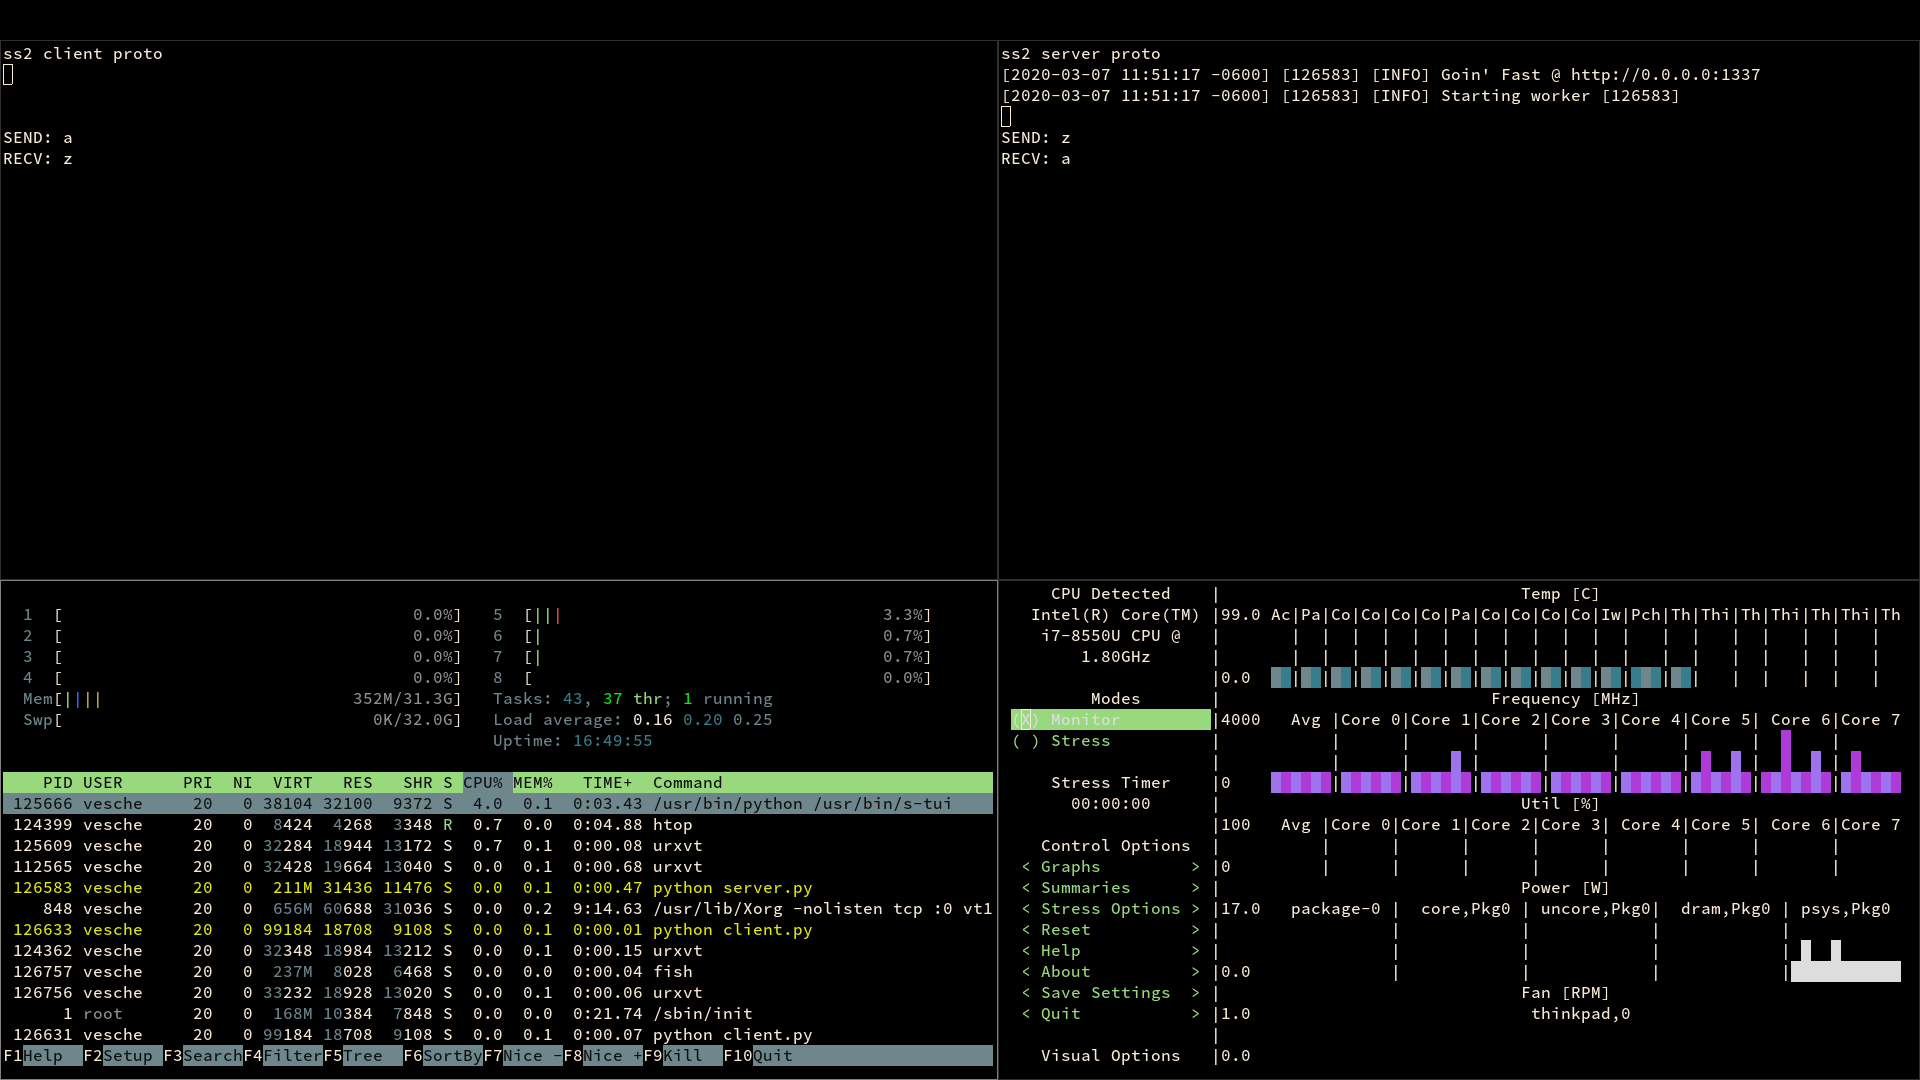 ss2 client proto
SEND: a
RECV: z
ss2 server proto
[2020-03-07 11:51:17 -0600] [126583] [INFO] Goin' Fast @ http://0.0.0.0:1337
[2020-03-07 11:51:17 -0600] [126583] [INFO] Starting worker [126583]
SEND: z
RECV: a
1 [ 0.0%] 5 [||| 3.3%]
2 [ 0.0%] 6 [| 0.7%]
3 [ 0.0%] 7 [| 0.7%]
4 [ 0.0%] 8 [ 0.0%]
Mem[|||| 352M/31.3G] Tasks: 43, 37 thr; 1 running
Swp[ 0K/32.0G] Load average: 0.16 0.20 0.25
Uptime: 16:49:55
PID USER PRI NI VIRT RES SHR S CPU% MEM% TIME+ Command
125666 vesche 20 0 38104 32100 9372 S 4.0 0.1 0:03.43 /usr/bin/python /usr/bin/s-tui
124399 vesche 20 0 8424 4268 3348 R 0.7 0.0 0:04.88 htop
125609 vesche 20 0 32284 18944 13172 S 0.7 0.1 0:00.08 urxvt
112565 vesche 20 0 32428 19664 13040 S 0.0 0.1 0:00.68 urxvt
126583 vesche 20 0 211M 31436 11476 S 0.0 0.1 0:00.47 python server.py
848 vesche 20 0 656M 60688 31036 S 0.0 0.2 9:14.63 /usr/lib/Xorg -nolisten tcp :0 vt1
126633 vesche 20 0 99184 18708 9108 S 0.0 0.1 0:00.01 python client.py
124362 vesche 20 0 32348 18984 13212 S 0.0 0.1 0:00.15 urxvt
126757 vesche 20 0 237M 8028 6468 S 0.0 0.0 0:00.04 fish
126756 vesche 20 0 33232 18928 13020 S 0.0 0.1 0:00.06 urxvt
1 root 20 0 168M 10384 7848 S 0.0 0.0 0:21.74 /sbin/init
126631 vesche 20 0 99184 18708 9108 S 0.0 0.1 0:00.07 python client.py
F1Help F2Setup F3SearchF4FilterF5Tree F6SortByF7Nice -F8Nice +F9Kill F10Quit
CPU Detected
Intel(R) Core(TM)
i7-8550U CPU @
1.80GHz
Modes
(X) Monitor
( ) Stress
Stress Timer
00:00:00
Control Options
< Graphs >
< Summaries >
< Stress Options >
< Reset >
< Help >
< About >
< Save Settings >
< Quit >
Visual Options
Temp [C]
99.0 Ac|Pa|Co|Co|Co|Co|Pa|Co|Co|Co|Co|Iw|Pch|Th|Thi|Th|Thi|Th|Thi|Th
0.0
Frequency [MHz]
4000 Avg |Core 0|Core 1|Core 2|Core 3|Core 4|Core 5| Core 6|Core 7
0
Util [%]
100 Avg |Core 0|Core 1|Core 2|Core 3| Core 4|Core 5| Core 6|Core 7
0
Power [W]
17.0 package-0 | core,Pkg0 | uncore,Pkg0| dram,Pkg0 | psys,Pkg0
0.0
Fan [RPM]
1.0 thinkpad,0
0.0